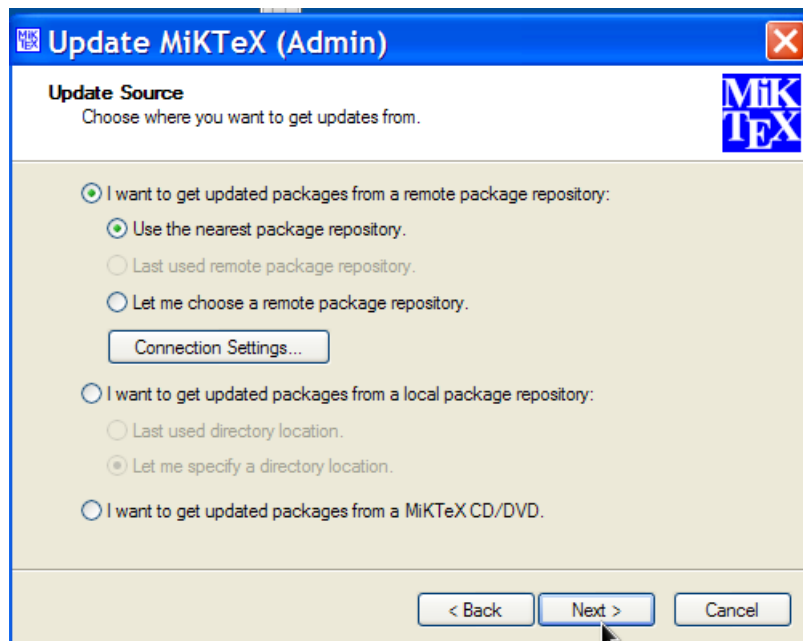 MiK
TEX
Update MiKTeX (Admin)
Update Source
Choose where you want to get updates from.
MiK
TEX
I want to get updated packages from a remote package repository:
Use the nearest package repository.
Last used remote package repository.
Let me choose a remote package repository.
Connection Settings...
I want to get updated packages from a local package repository:
Last used directory location.
Let me specify a directory location.
I want to get updated packages from a MiKTeX CD/DVD.
< Back
Next >
Cancel